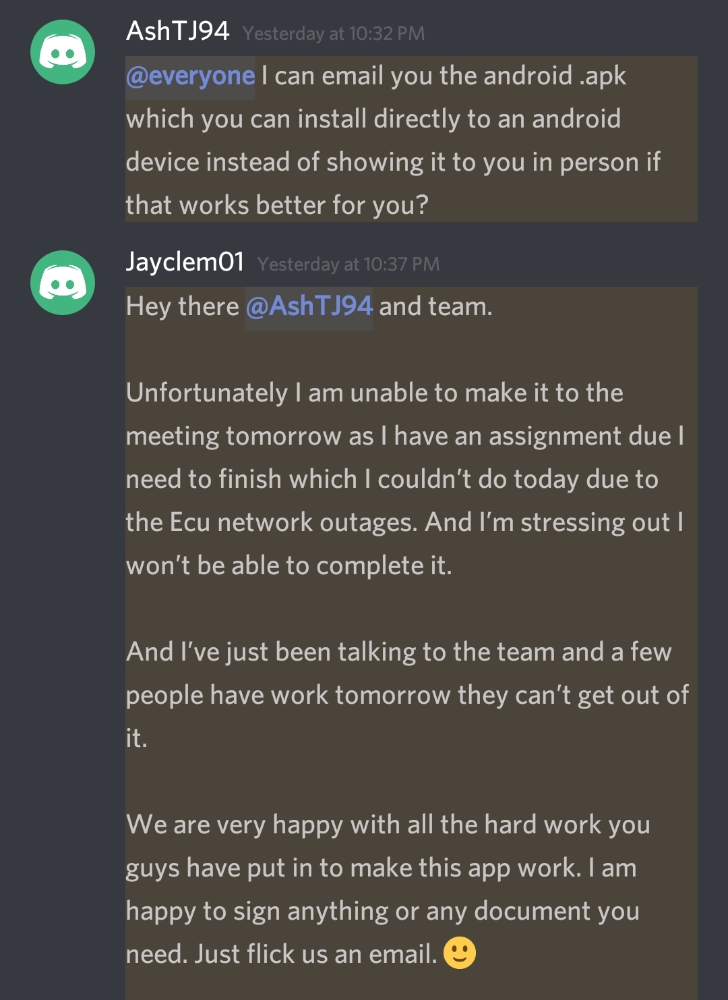 AshTJ94 Yesterday at 10:32 PM
@everyone I can email you the android .apk
which you can install directly to an android
device instead of showing it to you in person if
that works better for you?
Jayclem01 Yesterday at 10:37 PM
Hey there @AshTJ94 and team.
Unfortunately I am unable to make it to the
meeting tomorrow as I have an assignment due I
need to finish which I couldn’t do today due to
the Ecu network outages. And I’m stressing out I
won’t be able to complete it.
And I’ve just been talking to the team and a few
people have work tomorrow they can’t get out of
it.
We are very happy with all the hard work you
guys have put in to make this app work. I am
happy to sign anything or any document you
need. Just flick us an email. 🙂